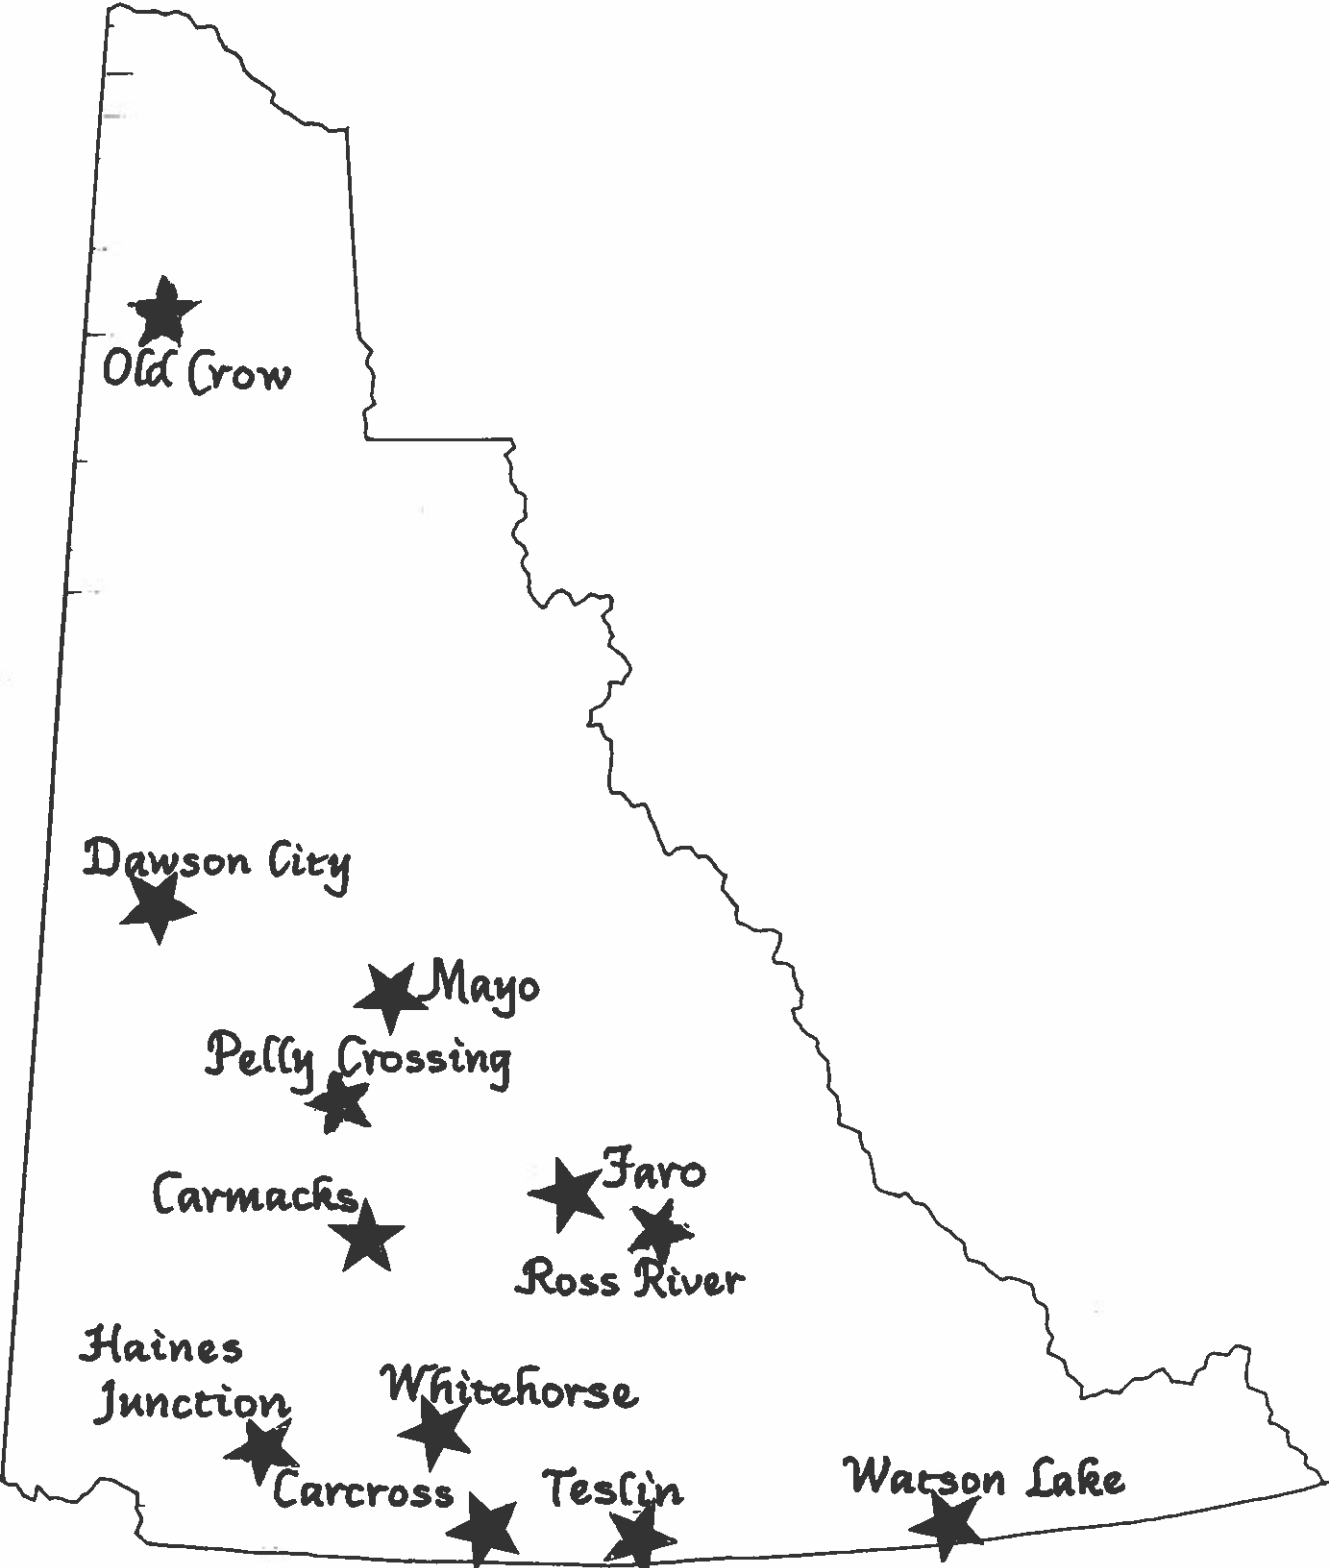 Old Crow
Dawson City
Mayo
Pelly Crossing
Faro
Carmacks
Ross River
Haines
Junction
Whitehorse
Carcross
Teslin
Watson Lake